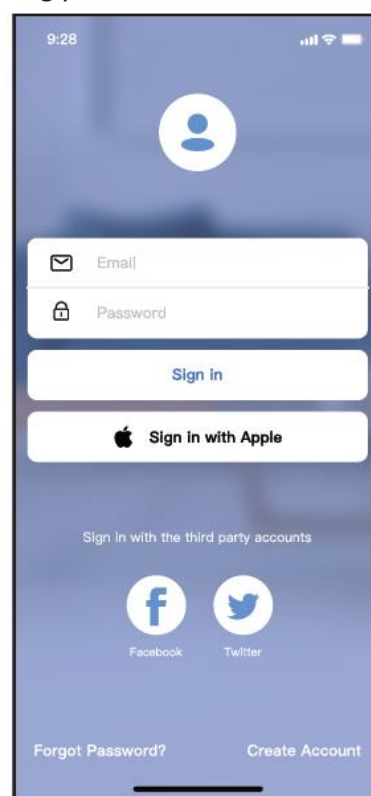 9:28
Email
Password
Sign in
Sign in with Apple
Sign in with the third party accounts
Facebook Twitter
Forgot Password? Create Account